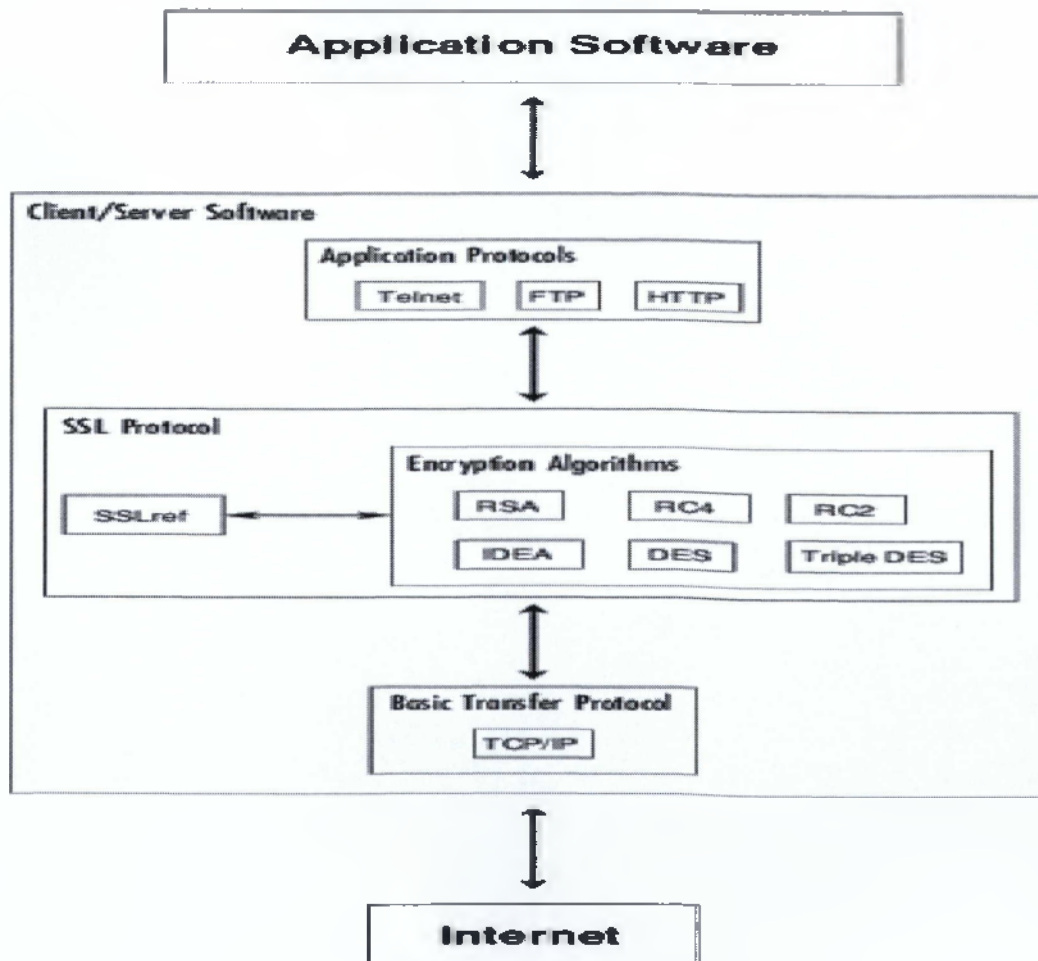 Application Software
Client/Server Software
Application Protocols
Telnet FTP HTTP
SSL Protocol
Encryption Algorithms
SSLref
RSA RC4 RC2
IDEA DES Triple DES
Basic Transfer Protocol
TCP/IP
Internet